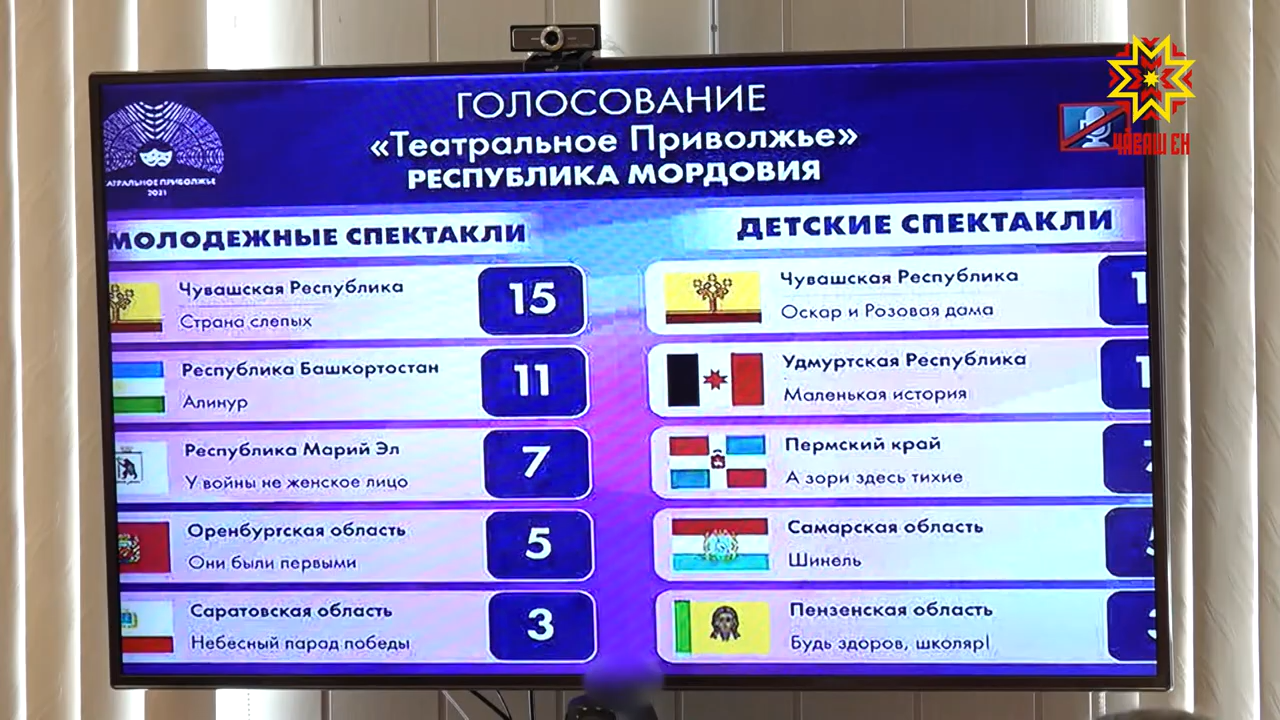 ГОЛОСОВАНИЕ
«Театральное Приволжье»
РЕСПУБЛИКА МОРДОВИЯ
АТРАЛЬНОЕ ПРИВОЛЖЬЕ
2021
ЧӐВАШ ЕН
МОЛОДЕЖНЫЕ СПЕКТАКЛИ
Чувашская Республика
Страна слепых
15
Республика Башкортостан
Алинур
11
Республика Марий Эл
У войны не женское лицо
7
Оренбургская область
Они были первыми
5
Саратовская область
Небесный парад победы
3
ДЕТСКИЕ СПЕКТАКЛИ
Чувашская Республика
Оскар и Розовая дама
Удмуртская Республика
Маленькая история
Пермский край
А зори здесь тихие
Самарская область
Шинель
Пензенская область
Будь здоров, школяр!